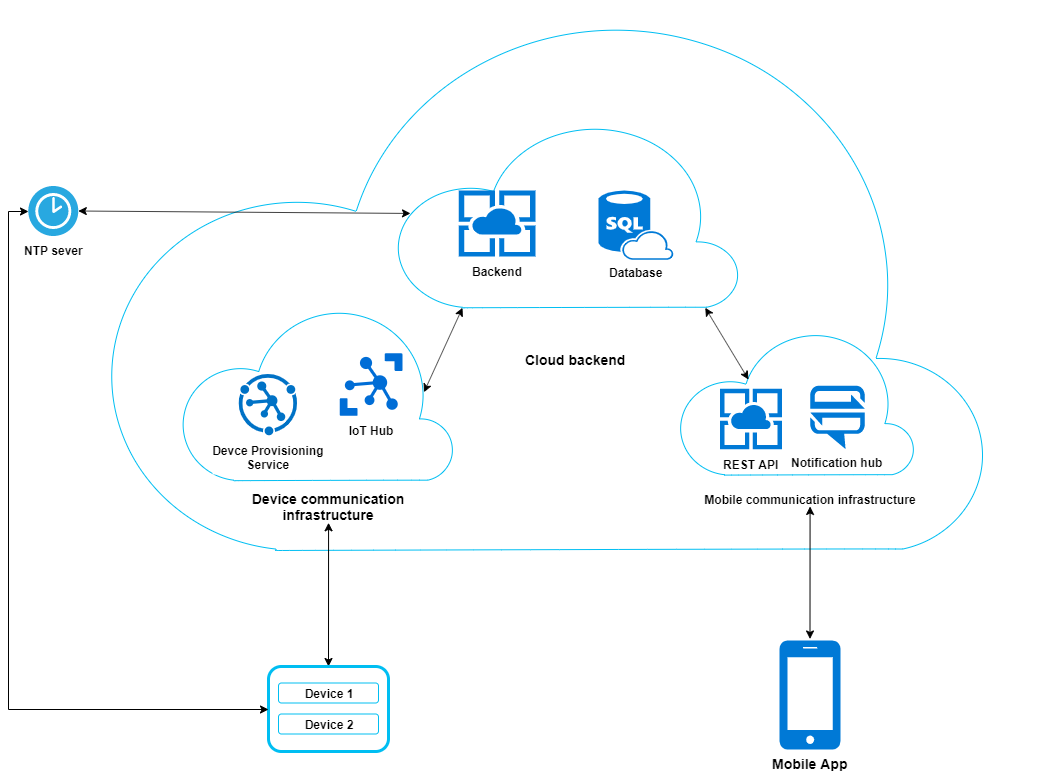 SQL
NTP sever
Backend
Database
Cloud backend
IoT Hub
Devce Provisioning
Service
REST API
Notification hub
Device communication
infrastructure
Mobile communication infrastructure
Device 1
Device 2
Mobile App